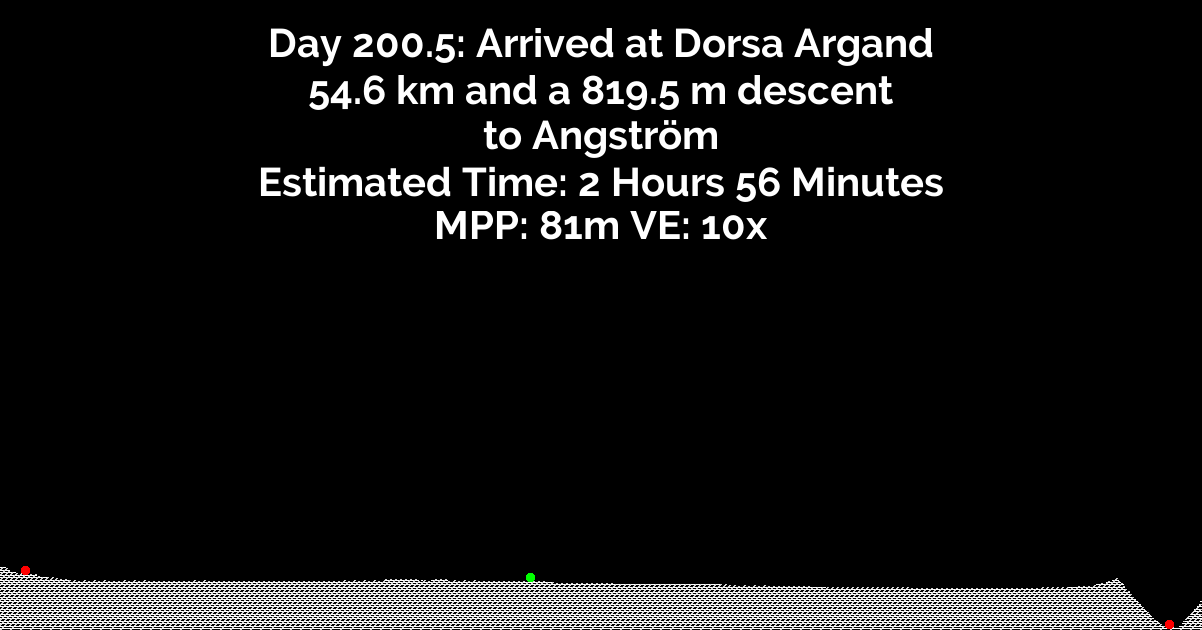 Day 200.5: Arrived at Dorsa Argand
54.6 km and a 819.5 m descent
to Angström
Estimated Time: 2 Hours 56 Minutes
MPP: 81m VE: 10x